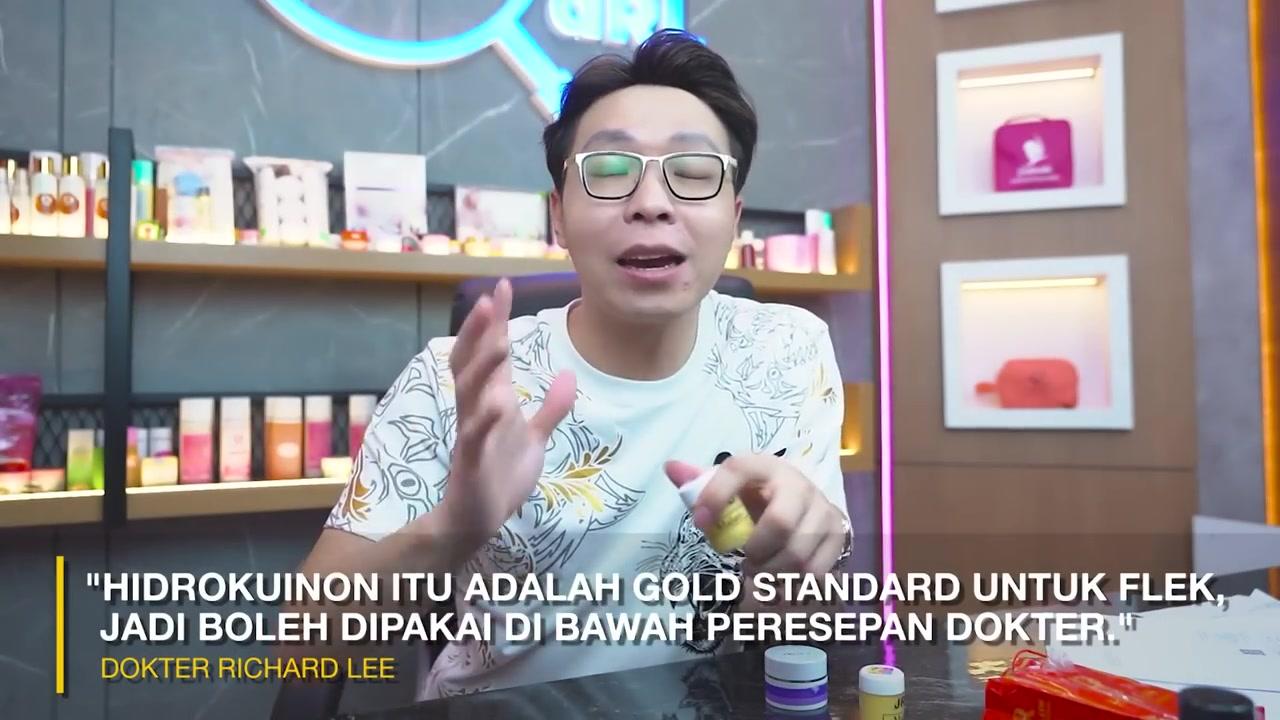 "HIDROKUINON ITU ADALAH GOLD STANDARD UNTUK FLEK,
JADI BOLEH DIPAKAI DI BAWAH PERESEPAN DOKTER."
DOKTER RICHARD LEE